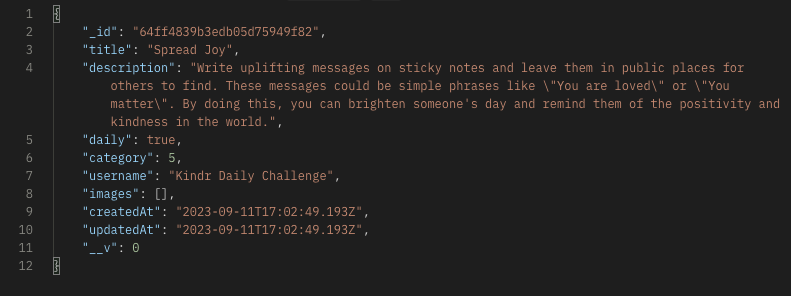 1 {
2 "_id": "64ff4839b3edb05d75949f82",
3 "title": "Spread Joy",
4 "description": "Write uplifting messages on sticky notes and leave them in public places for
others to find. These messages could be simple phrases like \"You are loved\" or \"You
matter\". By doing this, you can brighten someone's day and remind them of the positivity and
kindness in the world.",
5 "daily": true,
6 "category": 5,
7 "username": "Kindr Daily Challenge",
8 "images": [],
9 "createdAt": "2023-09-11T17:02:49.193Z",
10 "updatedAt": "2023-09-11T17:02:49.193Z",
11 "__v": 0
12 }